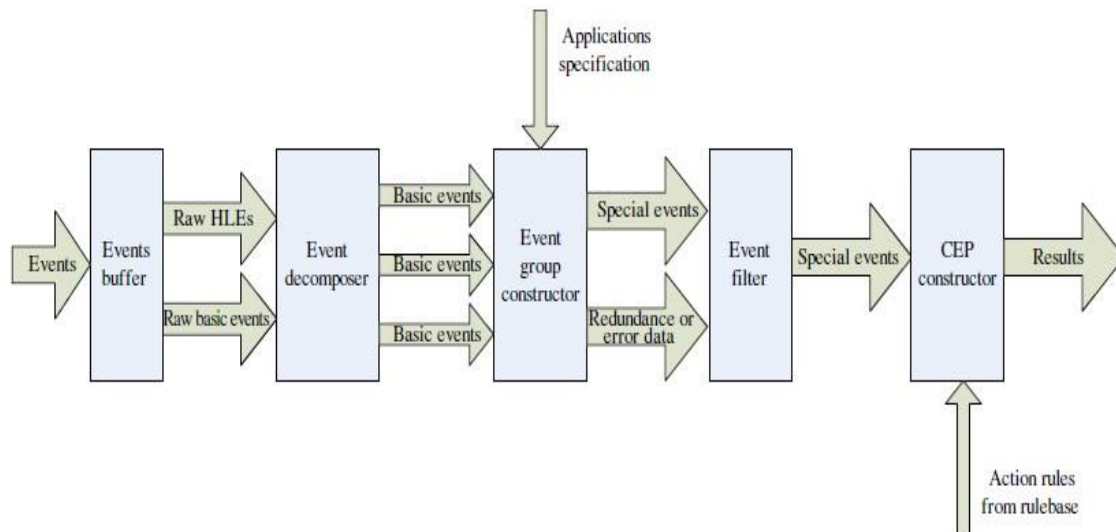 Applications
specification
Events
Events
buffer
Raw HLEs
Raw basic events
Event
decomposer
Basic events
Basic events
Basic events
Event
group
constructor
Special events
Redundance or
error data
Event
filter
Special events
CEP
constructor
Results
Action rules
from rulebase